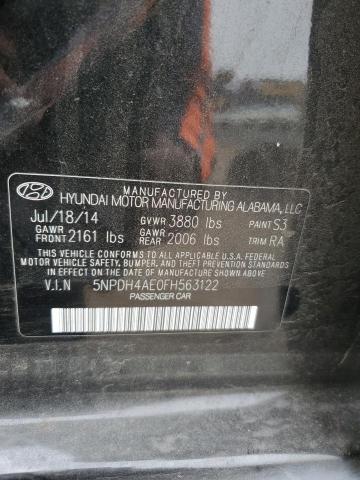 MANUFACTURED BY
HYUNDAI MOTOR MANUFACTURING ALABAMA, LLC
Jul/18/14 GVWR 3880 lbs PAINT S3
GAWR FRONT 2161 lbs GAWR REAR 2006 lbs TRIM RA
THIS VEHICLE CONFORMS TO ALL APPLICABLE U.S.A. FEDERAL
MOTOR VEHICLE SAFETY, BUMPER, AND THEFT PREVENTION
STANDARDS IN EFFECT ON THE DATE OF MANUFACTURE SHOWN ABOVE.
V.I.N 5NPDH4AE0FH563122
PASSENGER CAR